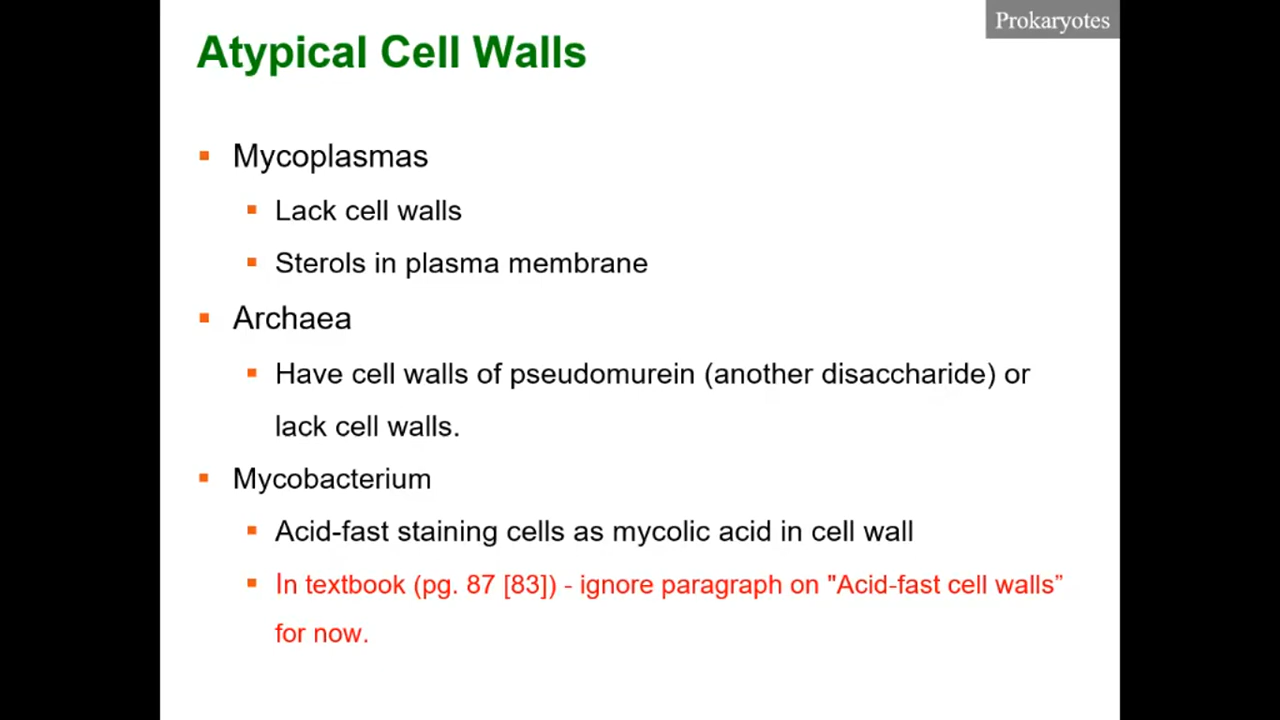 Prokaryotes
Atypical Cell Walls
▪ Mycoplasmas
▪ Lack cell walls
▪ Sterols in plasma membrane
▪ Archaea
▪ Have cell walls of pseudomurein (another disaccharide) or
lack cell walls.
▪ Mycobacterium
▪ Acid-fast staining cells as mycolic acid in cell wall
▪ In textbook (pg. 87 [83]) - ignore paragraph on "Acid-fast cell walls”
for now.